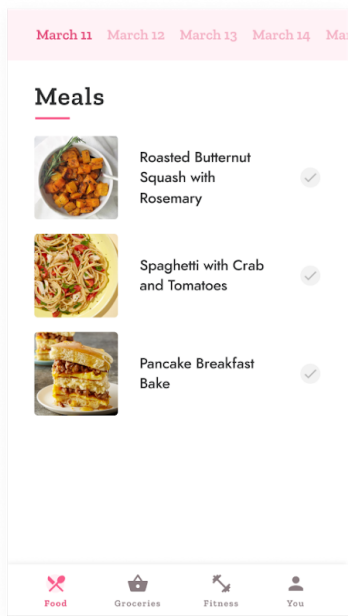 March 11 March 12 March 13 March 14 Mar
Meals
Roasted Butternut
Squash with
Rosemary
Spaghetti with Crab
and Tomatoes
Pancake Breakfast
Bake
Food Groceries Fitness You